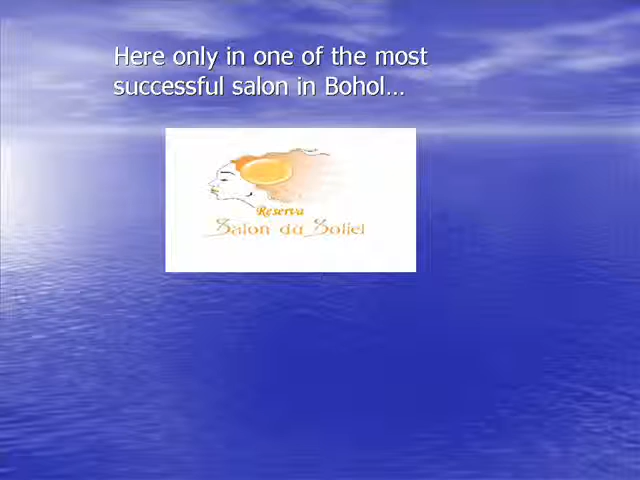 Here only in one of the most
successful salon in Bohol...
Reserva
Salon du Soliel